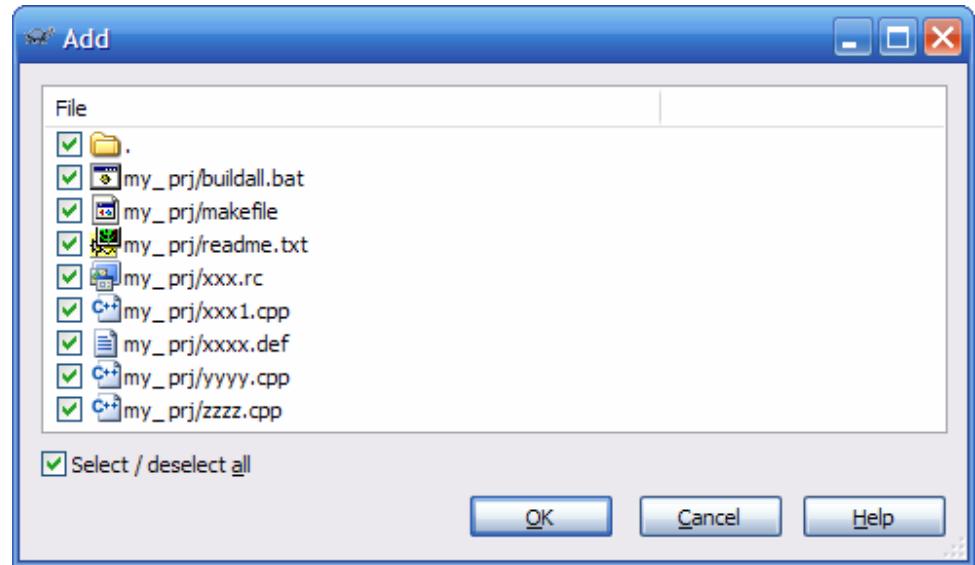 Add
File
.
my_prj/buildall.bat
my_prj/makefile
my_prj/readme.txt
my_prj/xxx.rc
my_prj/xxx1.cpp
my_prj/xxxx.def
my_prj/yyyy.cpp
my_prj/zzzz.cpp
Select / deselect all
OK Cancel Help